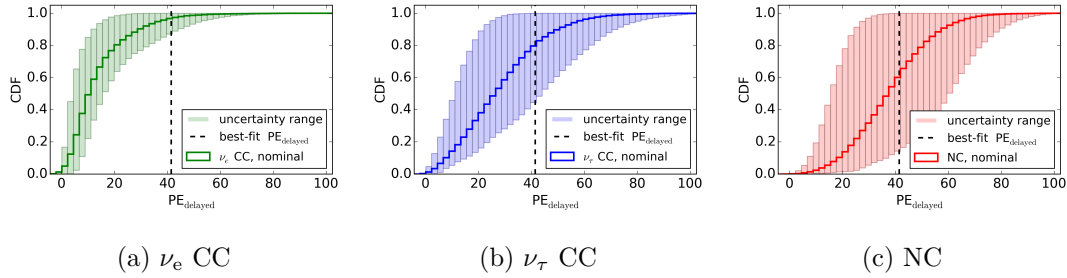 1.0
0.8
0.6
0.4
0.2
0.0
CDF
uncertainty range
best-fit PE_delayed
ν_e CC, nominal
0 20 40 60 80 100
PE_delayed
(a) ν_e CC
1.0
0.8
0.6
0.4
0.2
0.0
CDF
uncertainty range
best-fit PE_delayed
ν_τ CC, nominal
0 20 40 60 80 100
PE_delayed
(b) ν_τ CC
1.0
0.8
0.6
0.4
0.2
0.0
CDF
uncertainty range
best-fit PE_delayed
NC, nominal
0 20 40 60 80 100
PE_delayed
(c) NC